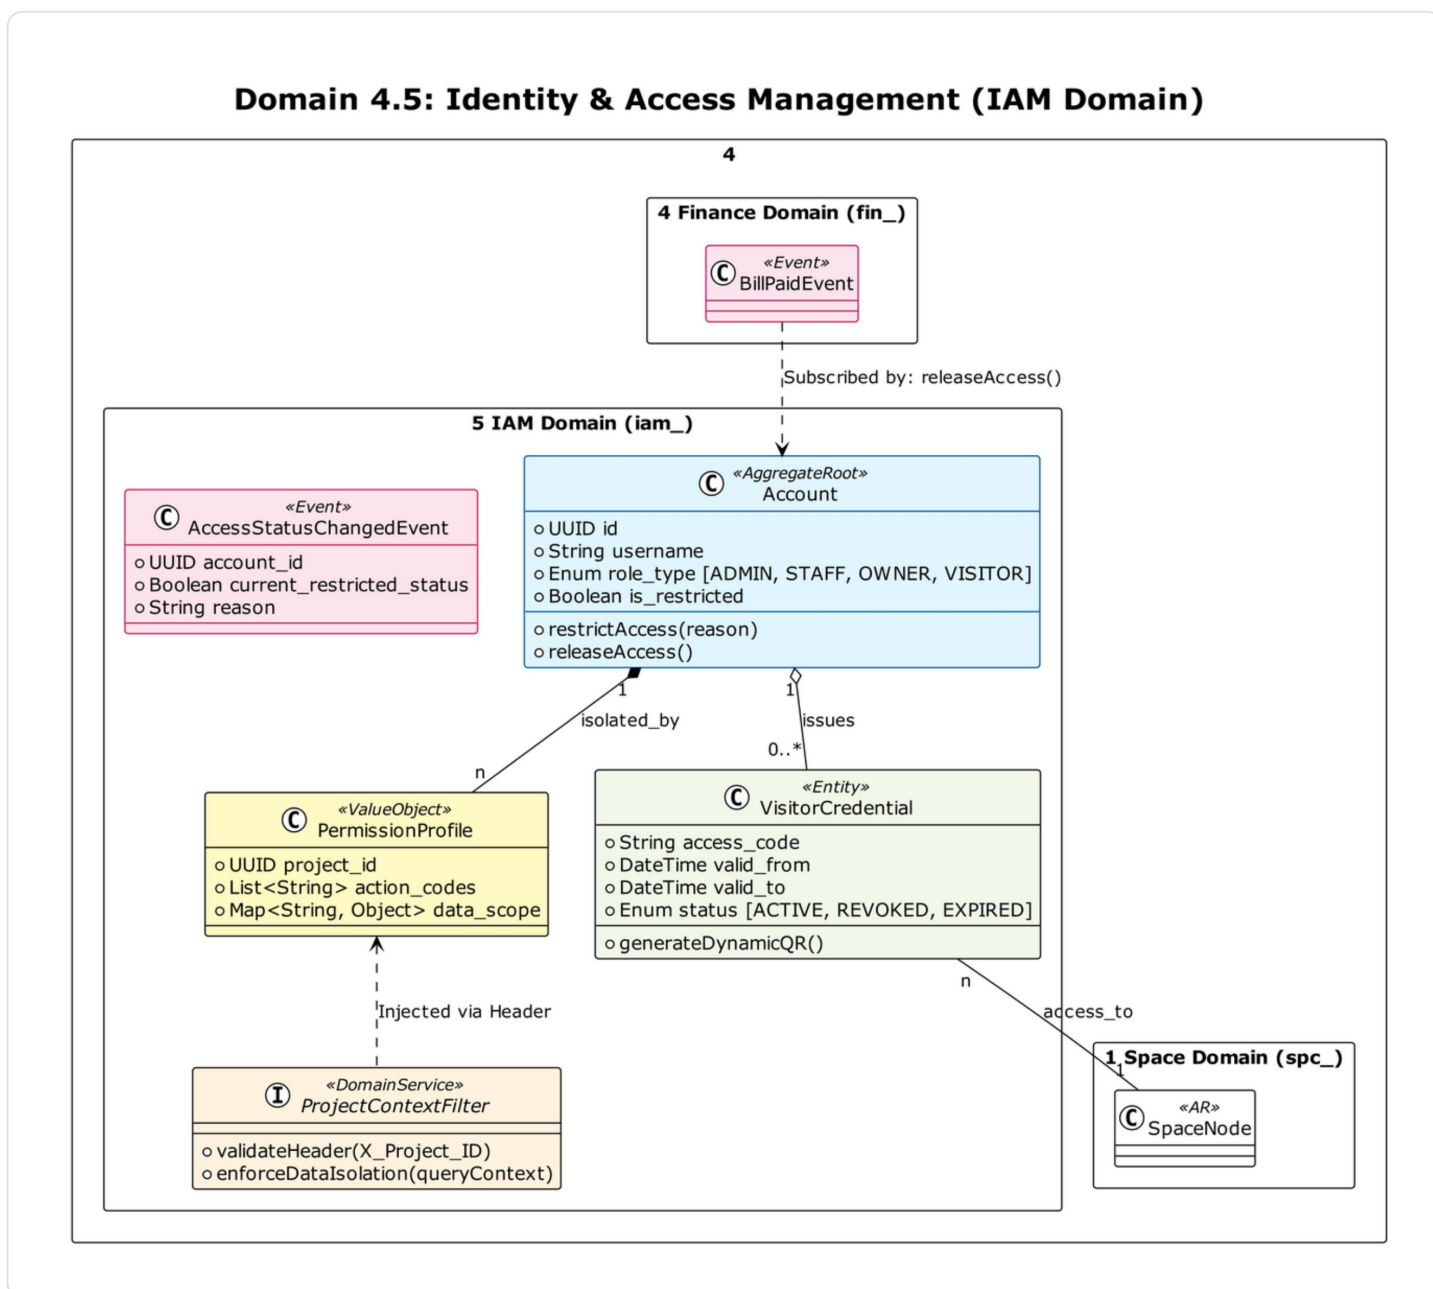 Domain 4.5: Identity & Access Management (IAM Domain)
4
4 Finance Domain (fin_)
C
«Event»
BillPaidEvent
Subscribed by: releaseAccess()
5 IAM Domain (iam_)
C
«Event»
AccessStatusChangedEvent
UUID account_id
Boolean current_restricted_status
String reason
C
«AggregateRoot»
Account
UUID id
String username
Enum role_type [ADMIN, STAFF, OWNER, VISITOR]
Boolean is_restricted
restrictAccess(reason)
releaseAccess()
1
isolated_by
n
1
issues
0..*
C
«ValueObject»
PermissionProfile
UUID project_id
List<String> action_codes
Map<String, Object> data_scope
C
«Entity»
VisitorCredential
String access_code
DateTime valid_from
DateTime valid_to
Enum status [ACTIVE, REVOKED, EXPIRED]
generateDynamicQR()
Injected via Header
n
access_to
1
I
«DomainService»
ProjectContextFilter
validateHeader(X_Project_ID)
enforceDataIsolation(queryContext)
1 Space Domain (spc_)
C
«AR»
SpaceNode